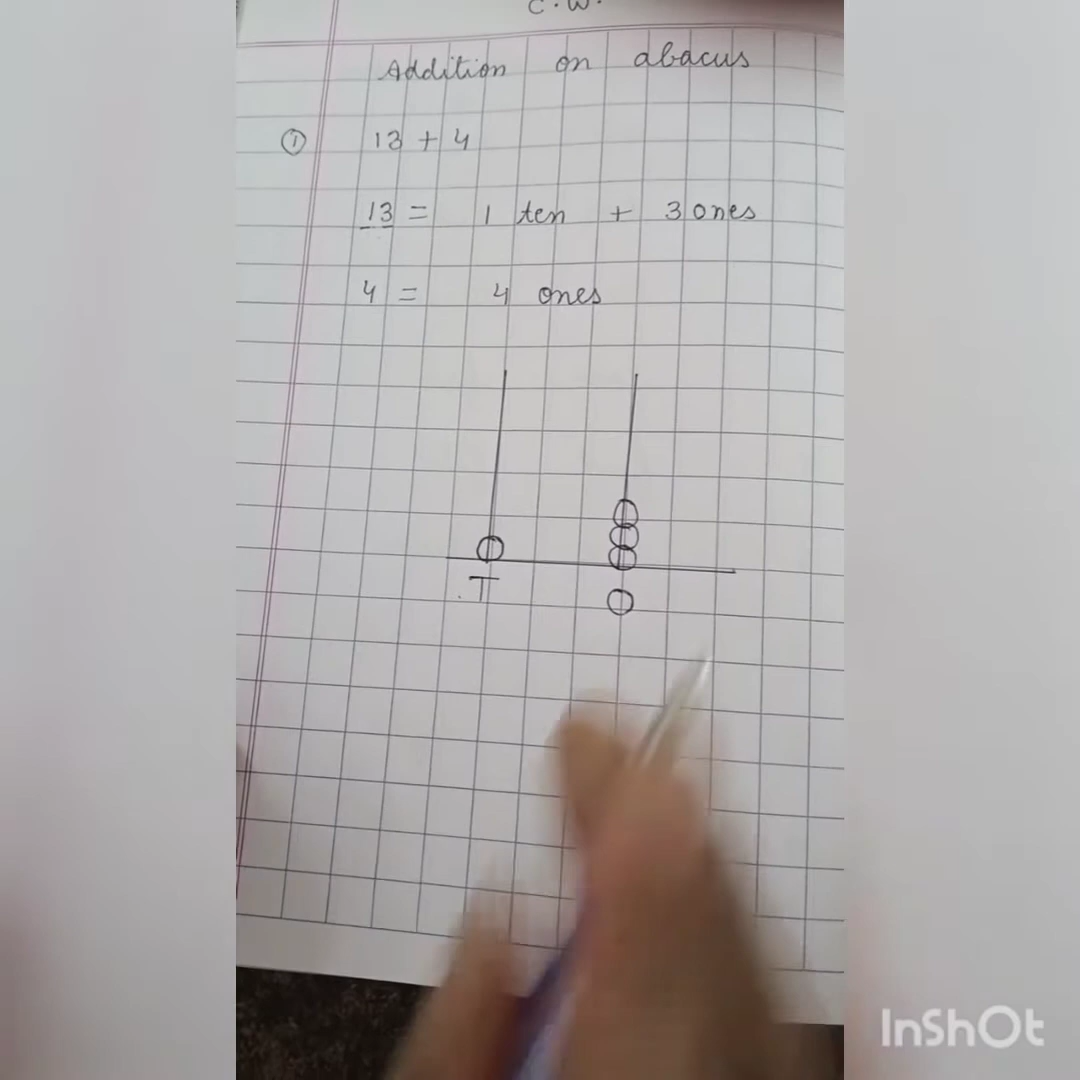 C.W.
Addition on abacus
① 13 + 4
13 = 1 ten + 3 ones
4 = 4 ones
T O
InShOt